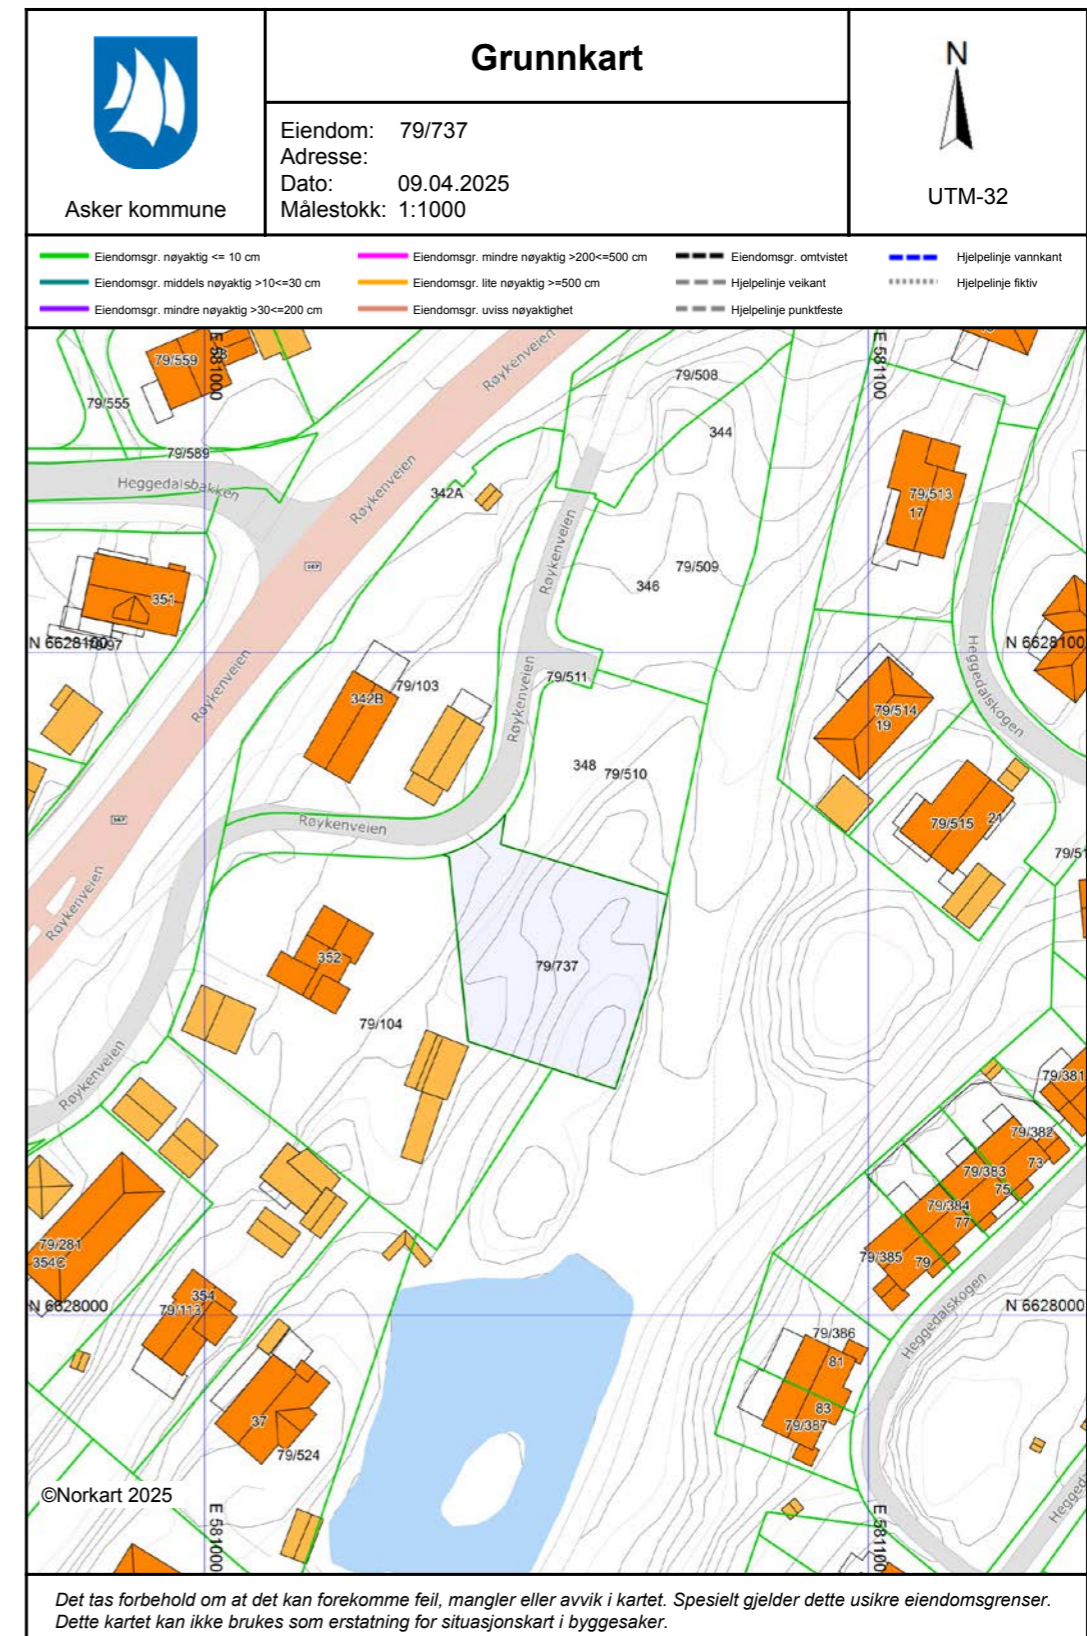 Grunnkart
N
Eiendom: 79/737
Adresse:
Dato: 09.04.2025
Målestokk: 1:1000
Asker kommune
UTM-32
Eiendomsgr. nøyaktig <= 10 cm
Eiendomsgr. middels nøyaktig >10<=30 cm
Eiendomsgr. mindre nøyaktig >30<=200 cm
Eiendomsgr. mindre nøyaktig >200<=500 cm
Eiendomsgr. lite nøyaktig >=500 cm
Eiendomsgr. uviss nøyaktighet
Eiendomsgr. omtvistet
Hjelpelinje veikant
Hjelpelinje punktfeste
Hjelpelinje vannkant
Hjelpelinje fiktiv
E 581000
E 581100
79/559
Røykenveien
79/508
79/555
344
79/589
Heggedalsbakken
Røykenveien
342A
79/513
17
Røykenveien
167
79/509
346
351
N 6628100
N 6628100
Røykenveien
79/103
342B
Røykenveien
79/511
Heggedalskogen
79/514
19
348
79/510
167
Røykenveien
79/515
21
Røykenveien
352
79/737
79/104
Røykenveien
79/381
79/382
79/383
73
75
79/384
77
79/281
354C
79/385
79
354
79/113
N 6628000
N 6628000
Heggedalskogen
79/386
81
83
79/387
37
79/524
©Norkart 2025
E 581000
E 581100
Det tas forbehold om at det kan forekomme feil, mangler eller avvik i kartet. Spesielt gjelder dette usikre eiendomsgrenser.
Dette kartet kan ikke brukes som erstatning for situasjonskart i byggesaker.